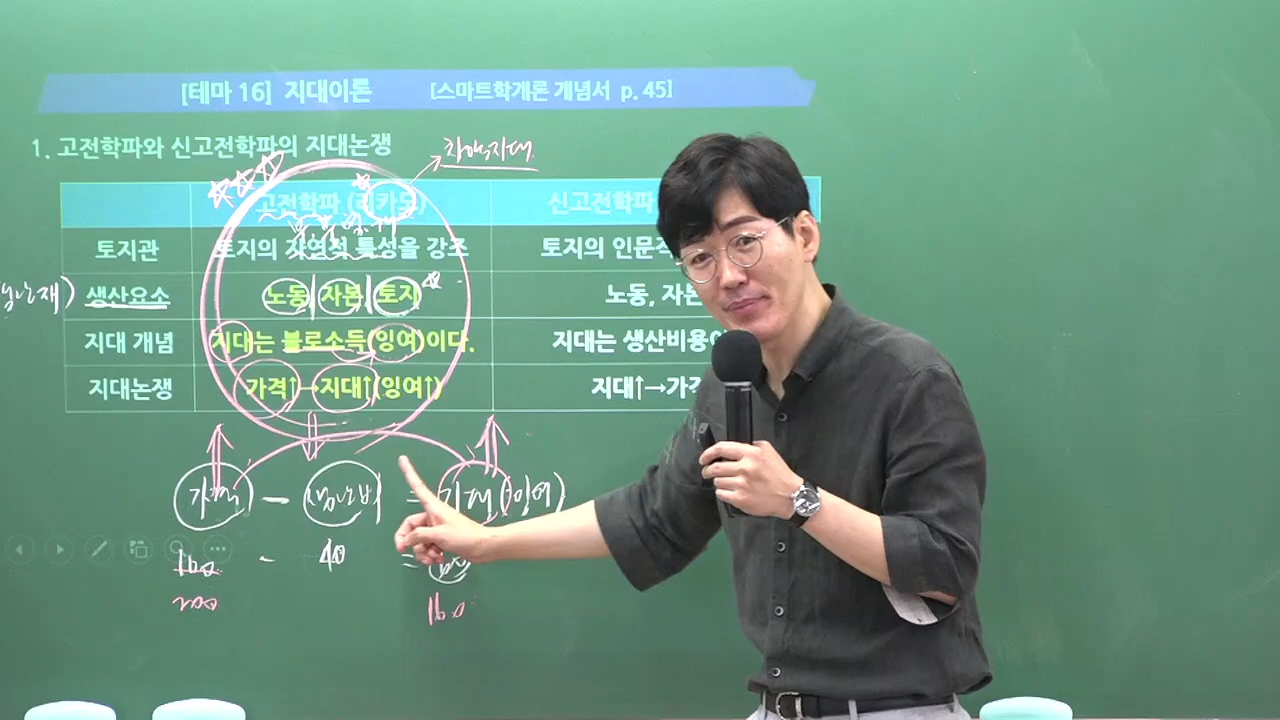 [테마 16] 지대이론 [스마트학개론 개념서 p. 45]
1. 고전학파와 신고전학파의 지대논쟁
차액지대
고전학파 (리카도) 신고전학파
토지관 토지의 자연적 특성을 강조 토지의 인문적
생산요소 노동, 자본, 토지 노동, 자본
지대 개념 지대는 불로소득(잉여)이다. 지대는 생산비용이
지대논쟁 가격↑→지대↑(잉여↑) 지대↑→가격
가격 - 생산비 = 지대(잉여)
100 - 40 = 60
200 160